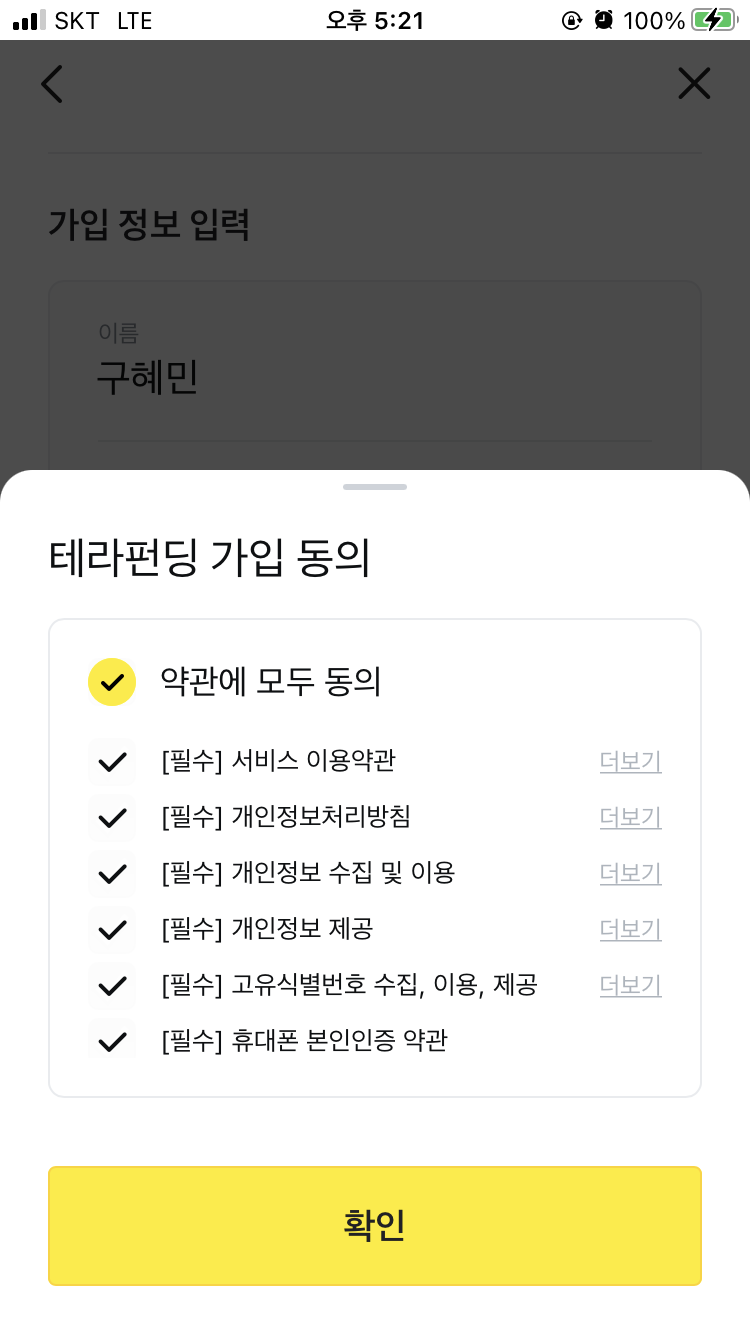 SKT LTE 오후 5:21 100%
가입 정보 입력
이름
구혜민
테라펀딩 가입 동의
약관에 모두 동의
[필수] 서비스 이용약관 더보기
[필수] 개인정보처리방침 더보기
[필수] 개인정보 수집 및 이용 더보기
[필수] 개인정보 제공 더보기
[필수] 고유식별번호 수집, 이용, 제공 더보기
[필수] 휴대폰 본인인증 약관
확인